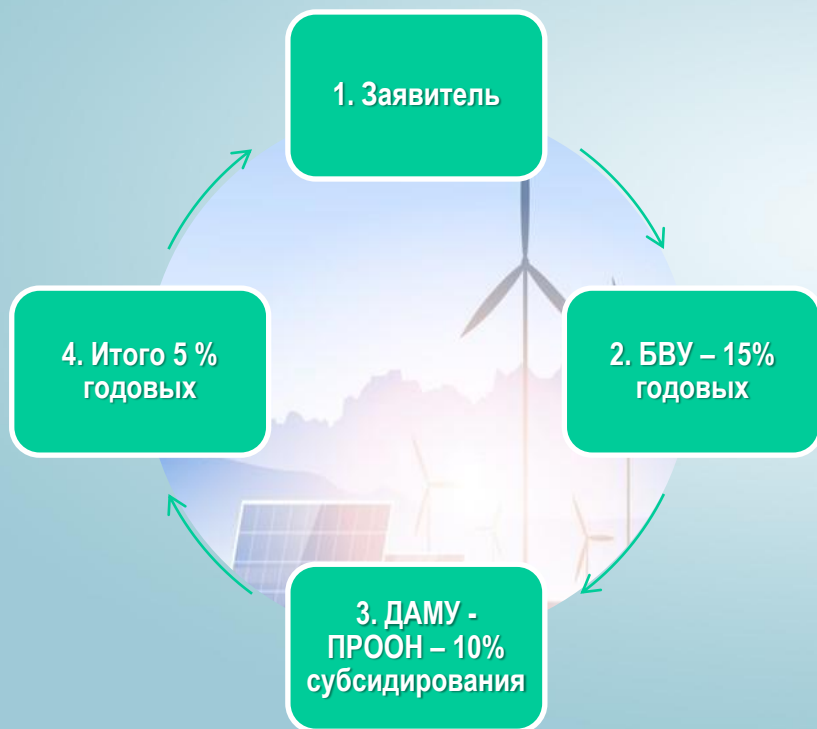 1. Заявитель
2. БВУ – 15%
годовых
3. ДАМУ -
ПРООН – 10%
субсидирования
4. Итого 5 %
годовых